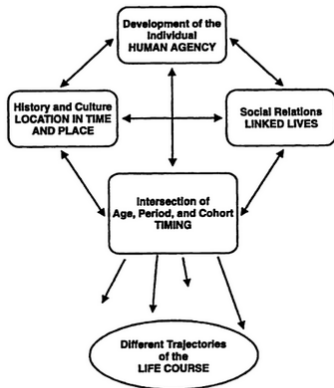 Development of the
Individual
HUMAN AGENCY
History and Culture
LOCATION IN TIME
AND PLACE
Social Relations
LINKED LIVES
Intersection of
Age, Period, and Cohort
TIMING
Different Trajectories
of the
LIFE COURSE